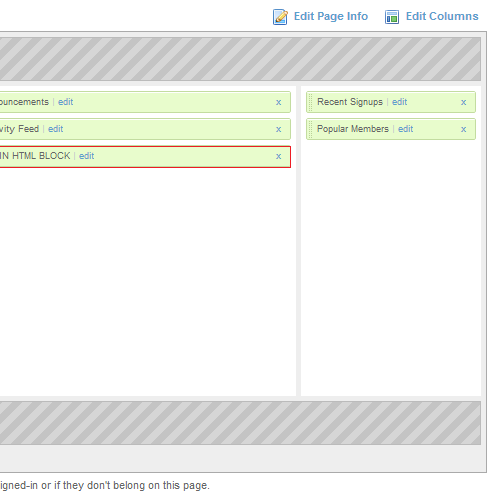 Edit Page Info Edit Columns
ouncements | edit x
Recent Signups | edit x
vity Feed | edit x
Popular Members | edit x
IN HTML BLOCK | edit x
igned-in or if they don't belong on this page.